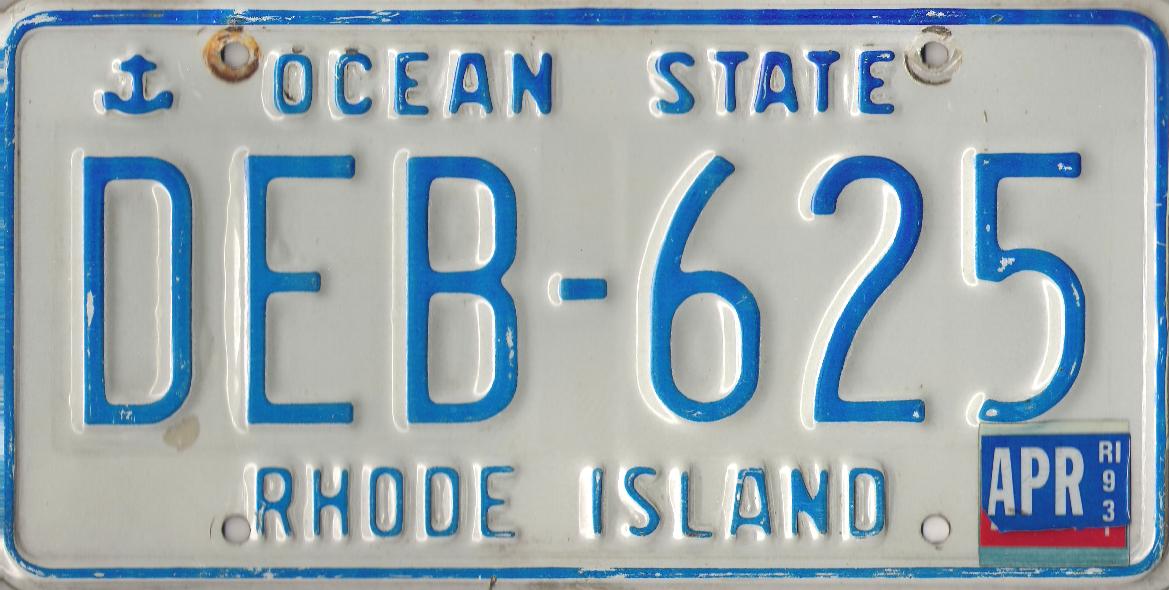 OCEAN STATE
DEB-625
RHODE ISLAND
APR
RI
93